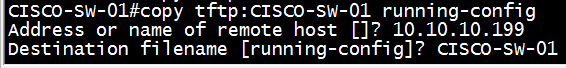 CISCO-SW-01#copy tftp:CISCO-SW-01 running-config
Address or name of remote host []? 10.10.10.199
Destination filename [running-config]? CISCO-SW-01